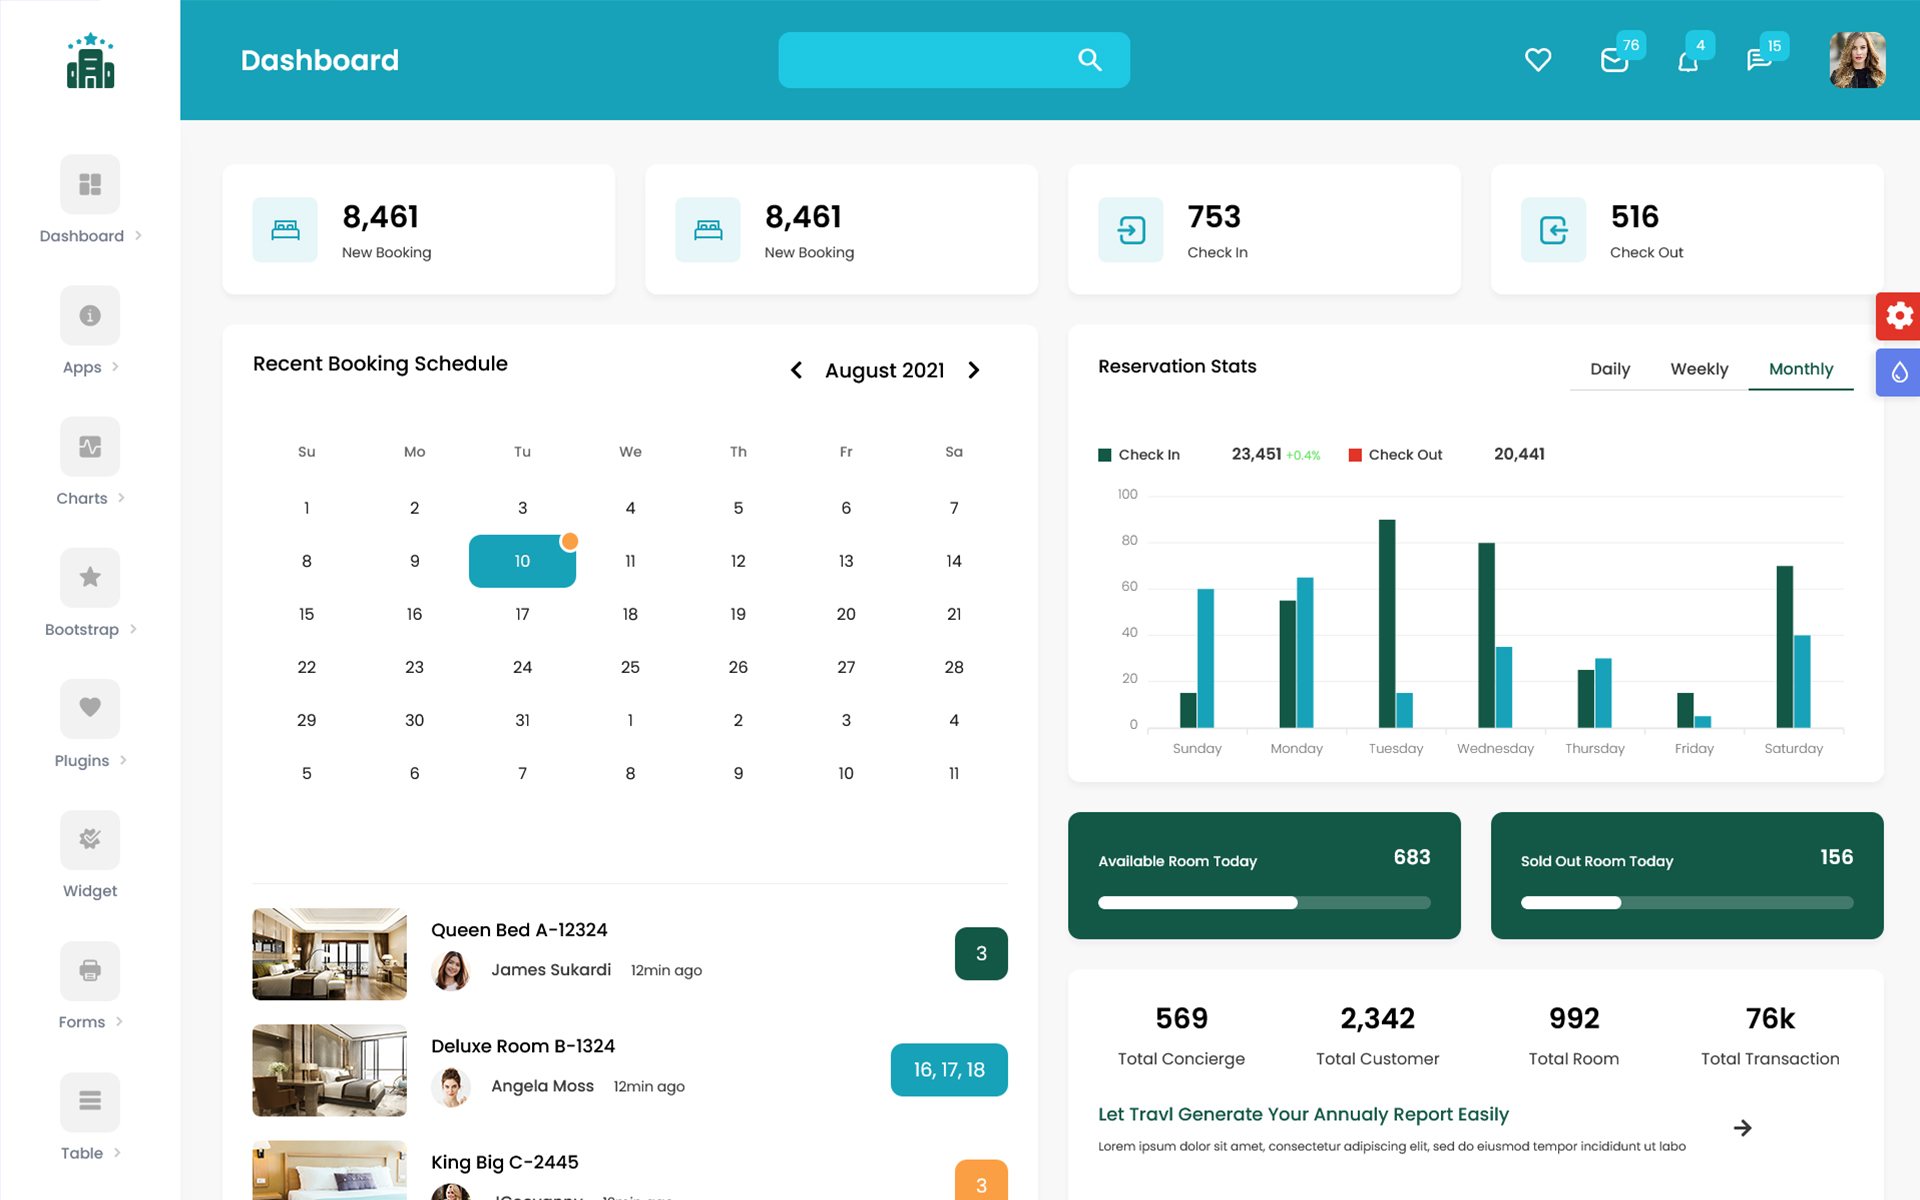 Dashboard
76
4
15
Dashboard
Apps
Charts
Bootstrap
Plugins
Widget
Forms
Table
8,461
New Booking
8,461
New Booking
753
Check In
516
Check Out
Recent Booking Schedule
August 2021
Su Mo Tu We Th Fr Sa
1 2 3 4 5 6 7
8 9 10 11 12 13 14
15 16 17 18 19 20 21
22 23 24 25 26 27 28
29 30 31 1 2 3 4
5 6 7 8 9 10 11
Queen Bed A-12324
James Sukardi 12min ago
3
Deluxe Room B-1324
Angela Moss 12min ago
16, 17, 18
King Big C-2445
3
Reservation Stats
Daily Weekly Monthly
Check In 23,451 +0.4% Check Out 20,441
100
80
60
40
20
0
Sunday Monday Tuesday Wednesday Thursday Friday Saturday
Available Room Today 683
Sold Out Room Today 156
569
Total Concierge
2,342
Total Customer
992
Total Room
76k
Total Transaction
Let Travl Generate Your Annualy Report Easily
Lorem ipsum dolor sit amet, consectetur adipiscing elit, sed do eiusmod tempor incididunt ut labo